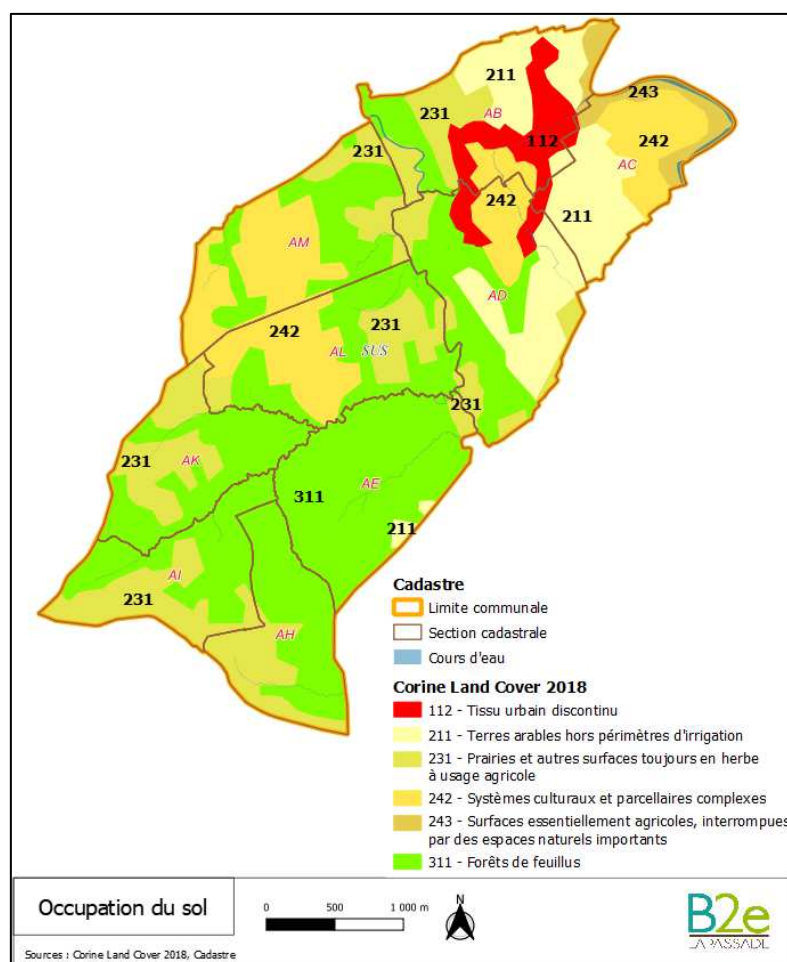 211
243
231
AB
112
242
231
AC
242
211
AM
AD
231
242
AL
SUS
231
231
AK
311
AE
211
AI
231
AH
Cadastre
Limite communale
Section cadastrale
Cours d'eau
Corine Land Cover 2018
112 - Tissu urbain discontinu
211 - Terres arables hors périmètres d'irrigation
231 - Prairies et autres surfaces toujours en herbe
à usage agricole
242 - Systèmes culturaux et parcellaires complexes
243 - Surfaces essentiellement agricoles, interrompues
par des espaces naturels importants
311 - Forêts de feuillus
Occupation du sol
0 500 1 000 m
N
B2e
LAPASSADE
Sources : Corine Land Cover 2018, Cadastre